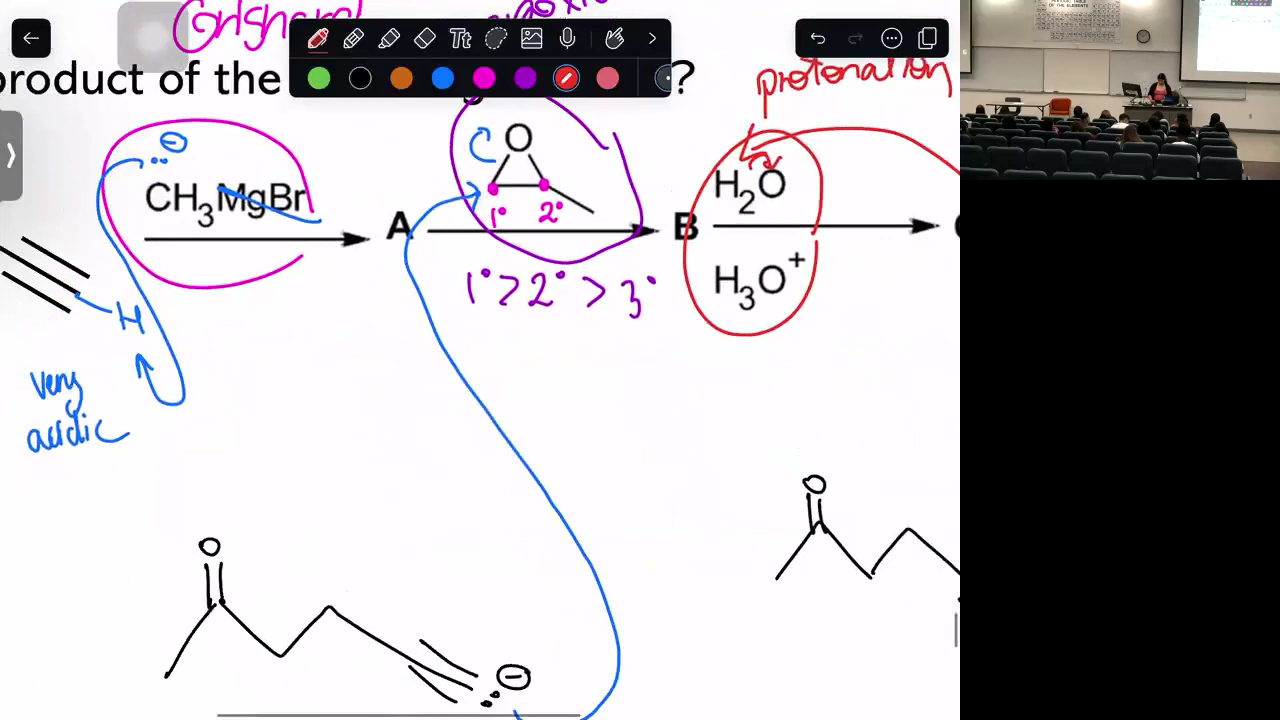 Grignard
product of the
?
protonation
⊖
CH₃MgBr
O
1° 2°
A
B
H₂O
H₃O⁺
1° > 2° > 3°
H
very
acidic
O
O
⊖